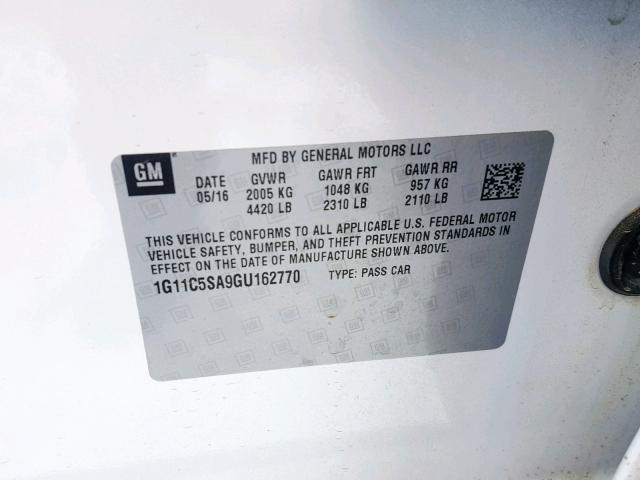 GM
MFD BY GENERAL MOTORS LLC
DATE GVWR GAWR FRT GAWR RR
05/16 2005 KG 1048 KG 957 KG
4420 LB 2310 LB 2110 LB
THIS VEHICLE CONFORMS TO ALL APPLICABLE U.S. FEDERAL MOTOR
VEHICLE SAFETY, BUMPER, AND THEFT PREVENTION STANDARDS IN
EFFECT ON THE DATE OF MANUFACTURE SHOWN ABOVE.
1G11C5SA9GU162770 TYPE: PASS CAR